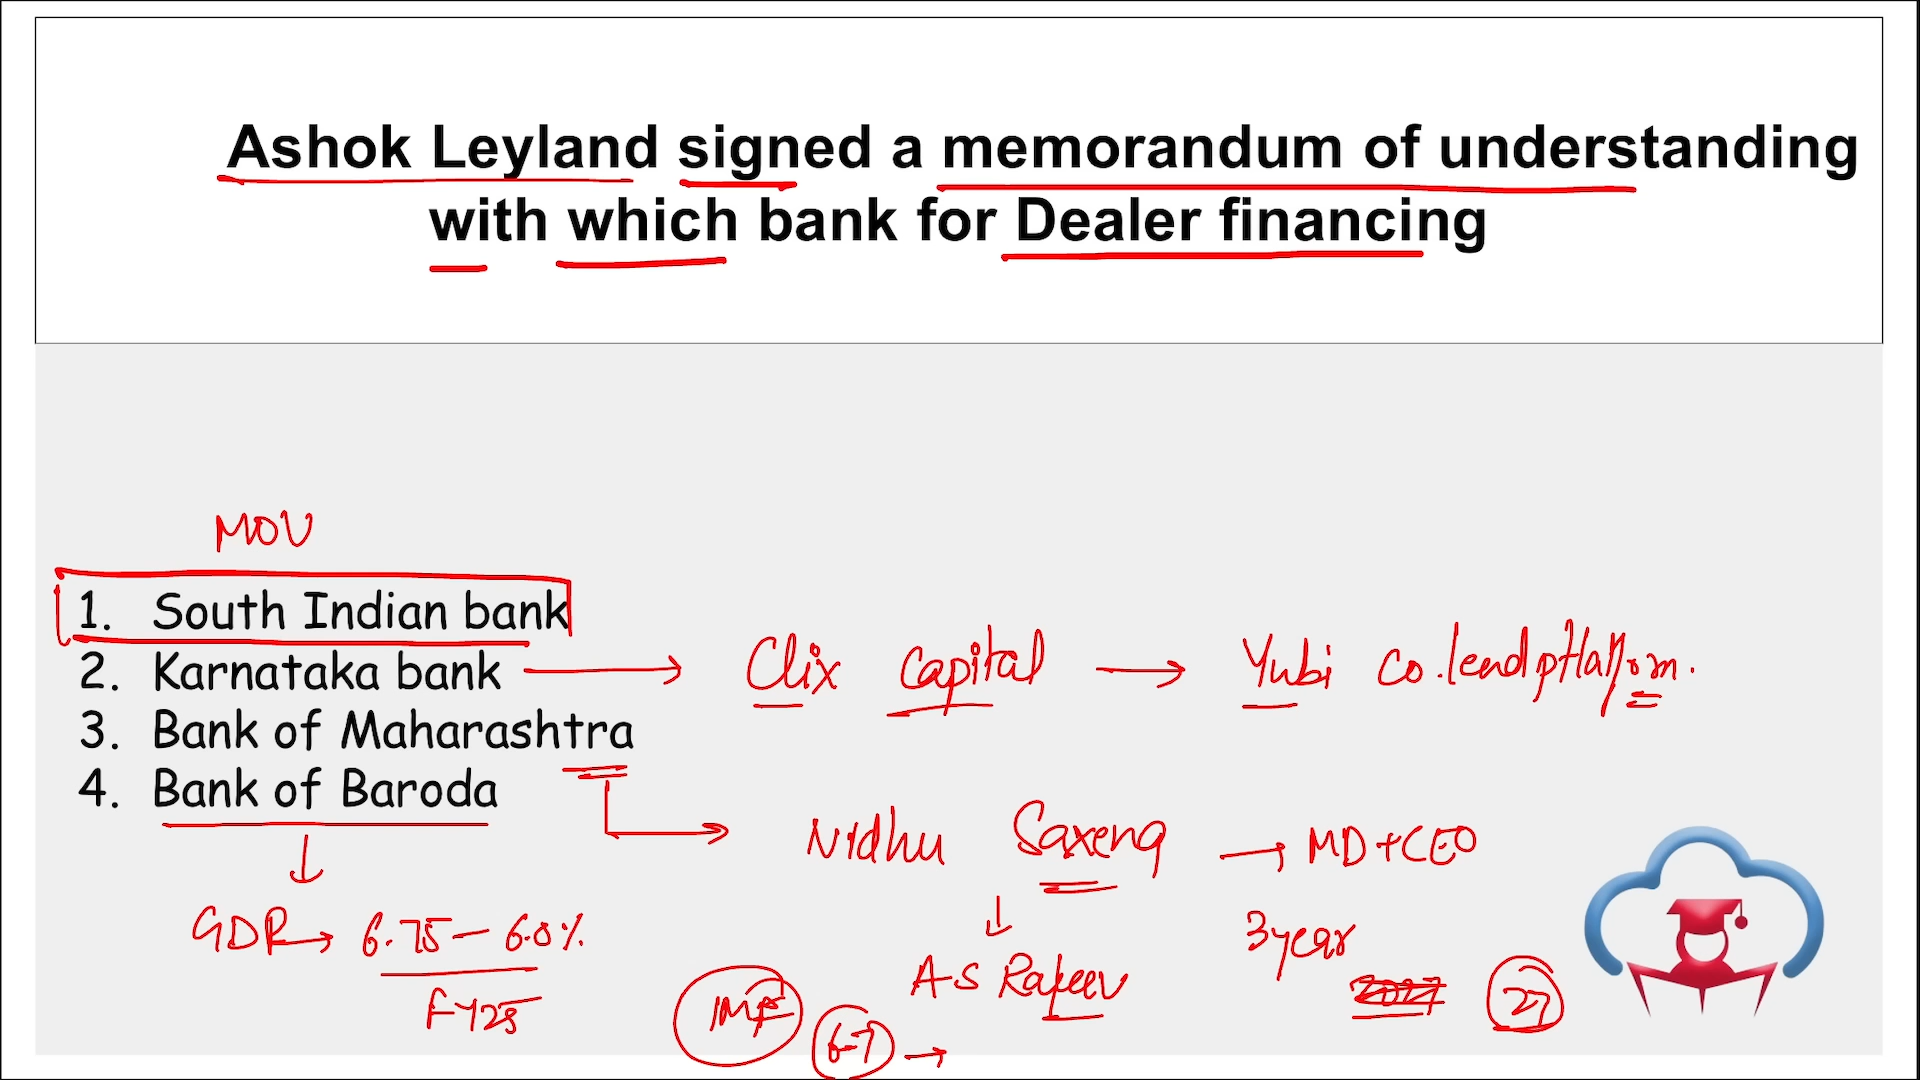 Ashok Leyland signed a memorandum of understanding
with which bank for Dealer financing
MOU
1. South Indian bank
2. Karnataka bank → Clix Capital → Yubi Co.lend
3. Bank of Maharashtra
4. Bank of Baroda
Nidhu Saxena → MD+CEO
GDP → 6.75 – 6.8%
3year
A S Rajeev
FY25
IMF
27
→